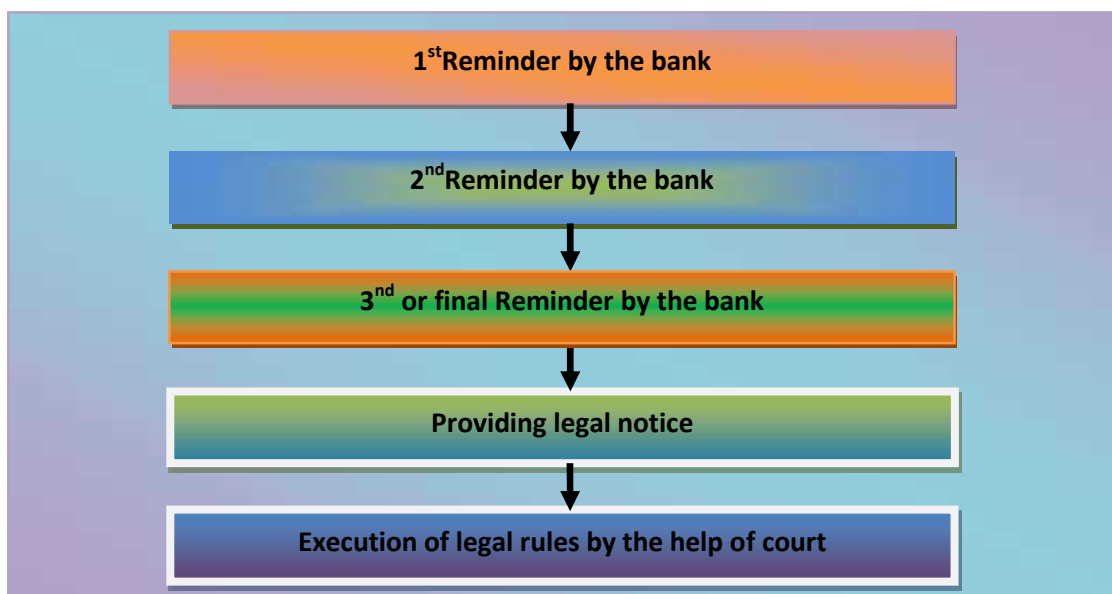 1stReminder by the bank
2ndReminder by the bank
3nd or final Reminder by the bank
Providing legal notice
Execution of legal rules by the help of court